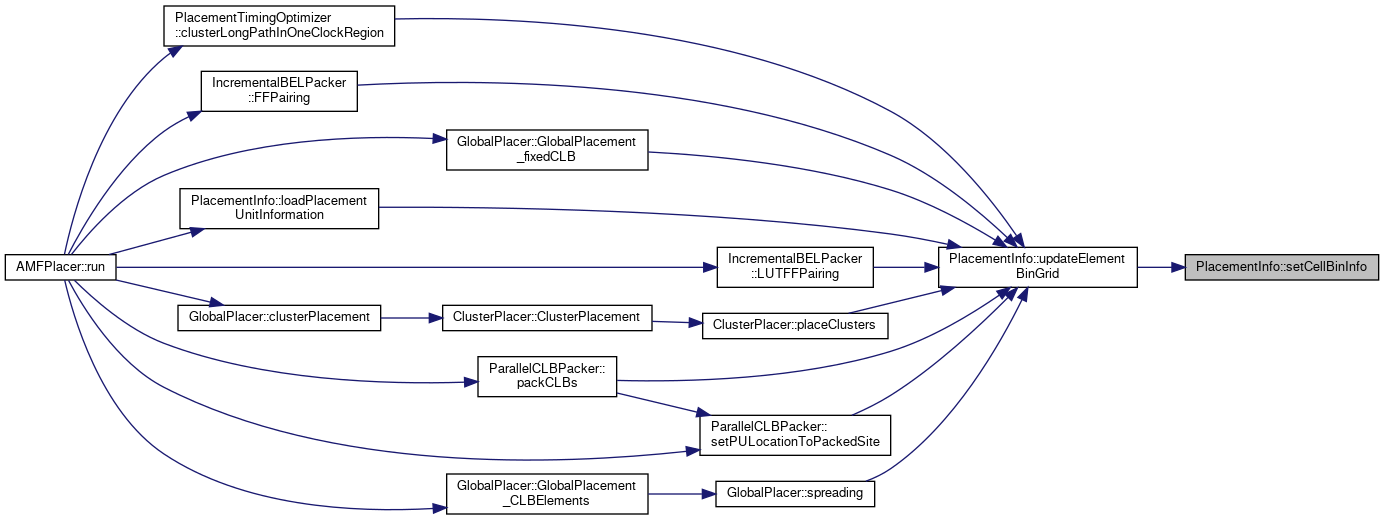 PlacementTimingOptimizer
::clusterLongPathInOneClockRegion
IncrementalBELPacker
::FFPairing
GlobalPlacer::GlobalPlacement
_fixedCLB
PlacementInfo::loadPlacement
UnitInformation
AMFPlacer::run
IncrementalBELPacker
::LUTFFPairing
PlacementInfo::updateElement
BinGrid
PlacementInfo::setCellBinInfo
GlobalPlacer::clusterPlacement
ClusterPlacer::ClusterPlacement
ClusterPlacer::placeClusters
ParallelCLBPacker::
packCLBs
ParallelCLBPacker::
setPULocationToPackedSite
GlobalPlacer::GlobalPlacement
_CLBElements
GlobalPlacer::spreading